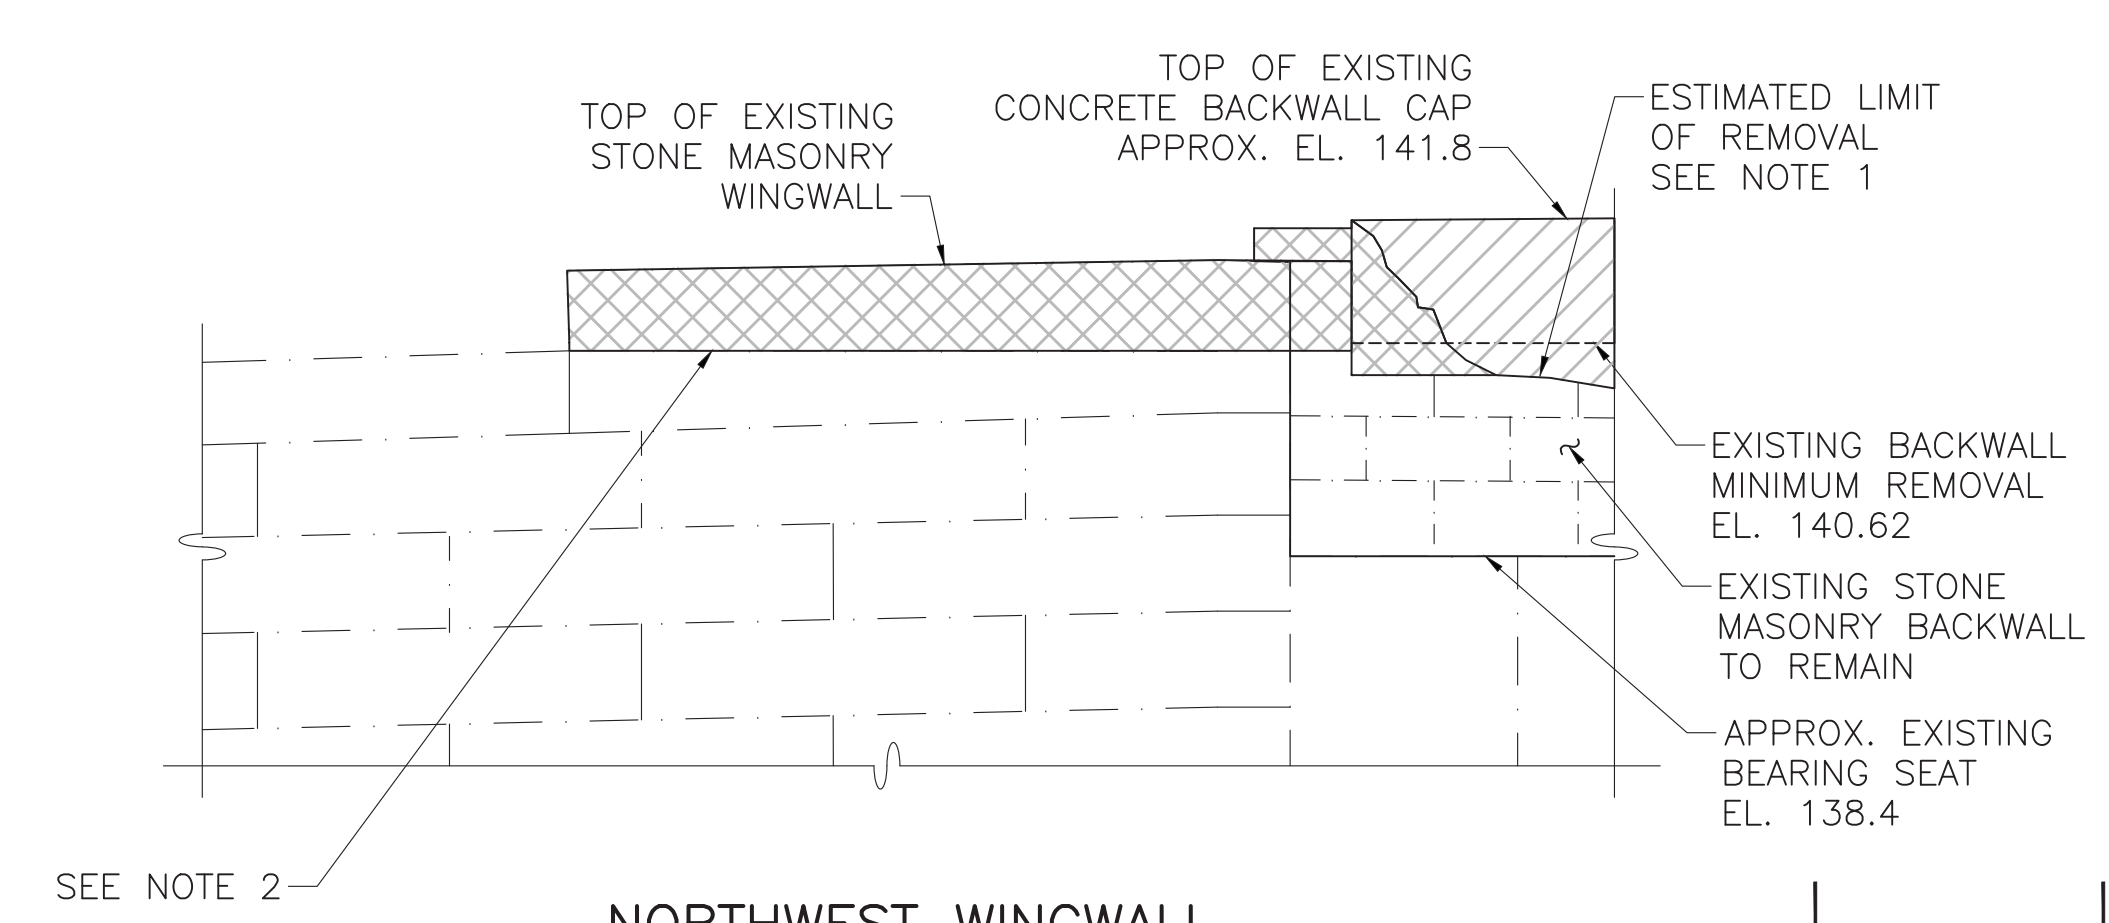 TOP OF EXISTING
STONE MASONRY
WINGWALL
TOP OF EXISTING
CONCRETE BACKWALL CAP
APPROX. EL. 141.8
ESTIMATED LIMIT
OF REMOVAL
SEE NOTE 1
EXISTING BACKWALL
MINIMUM REMOVAL
EL. 140.62
EXISTING STONE
MASONRY BACKWALL
TO REMAIN
APPROX. EXISTING
BEARING SEAT
EL. 138.4
SEE NOTE 2
NORTHWEST WINGWALL